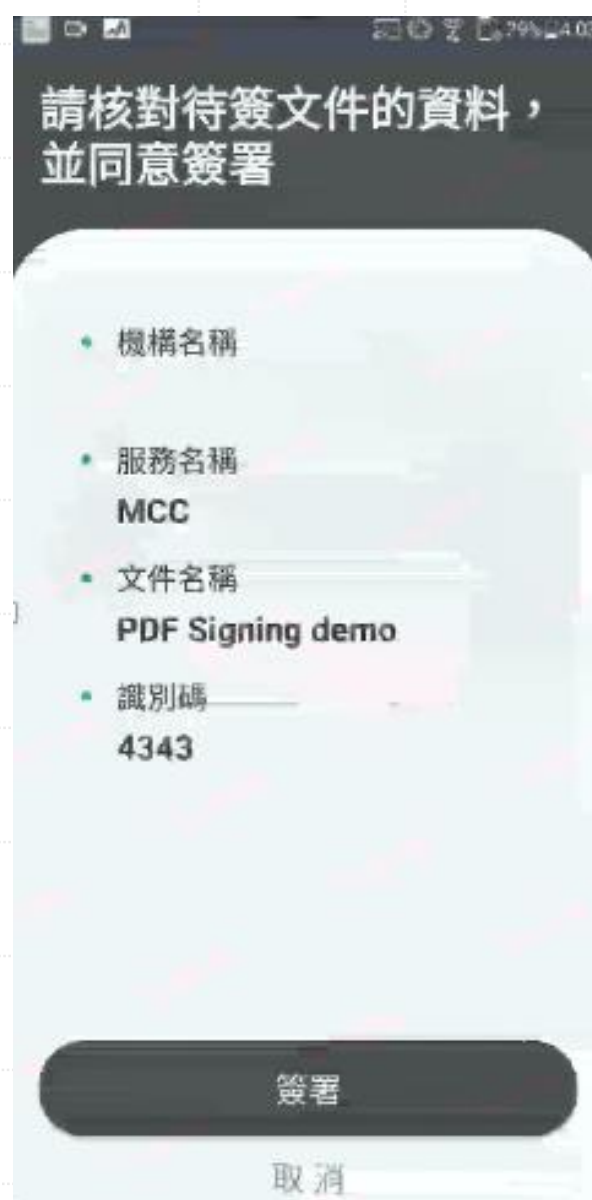 請核對待簽文件的資料，
並同意簽署
機構名稱
服務名稱
MCC
文件名稱
PDF Signing demo
識別碼
4343
簽署
取消